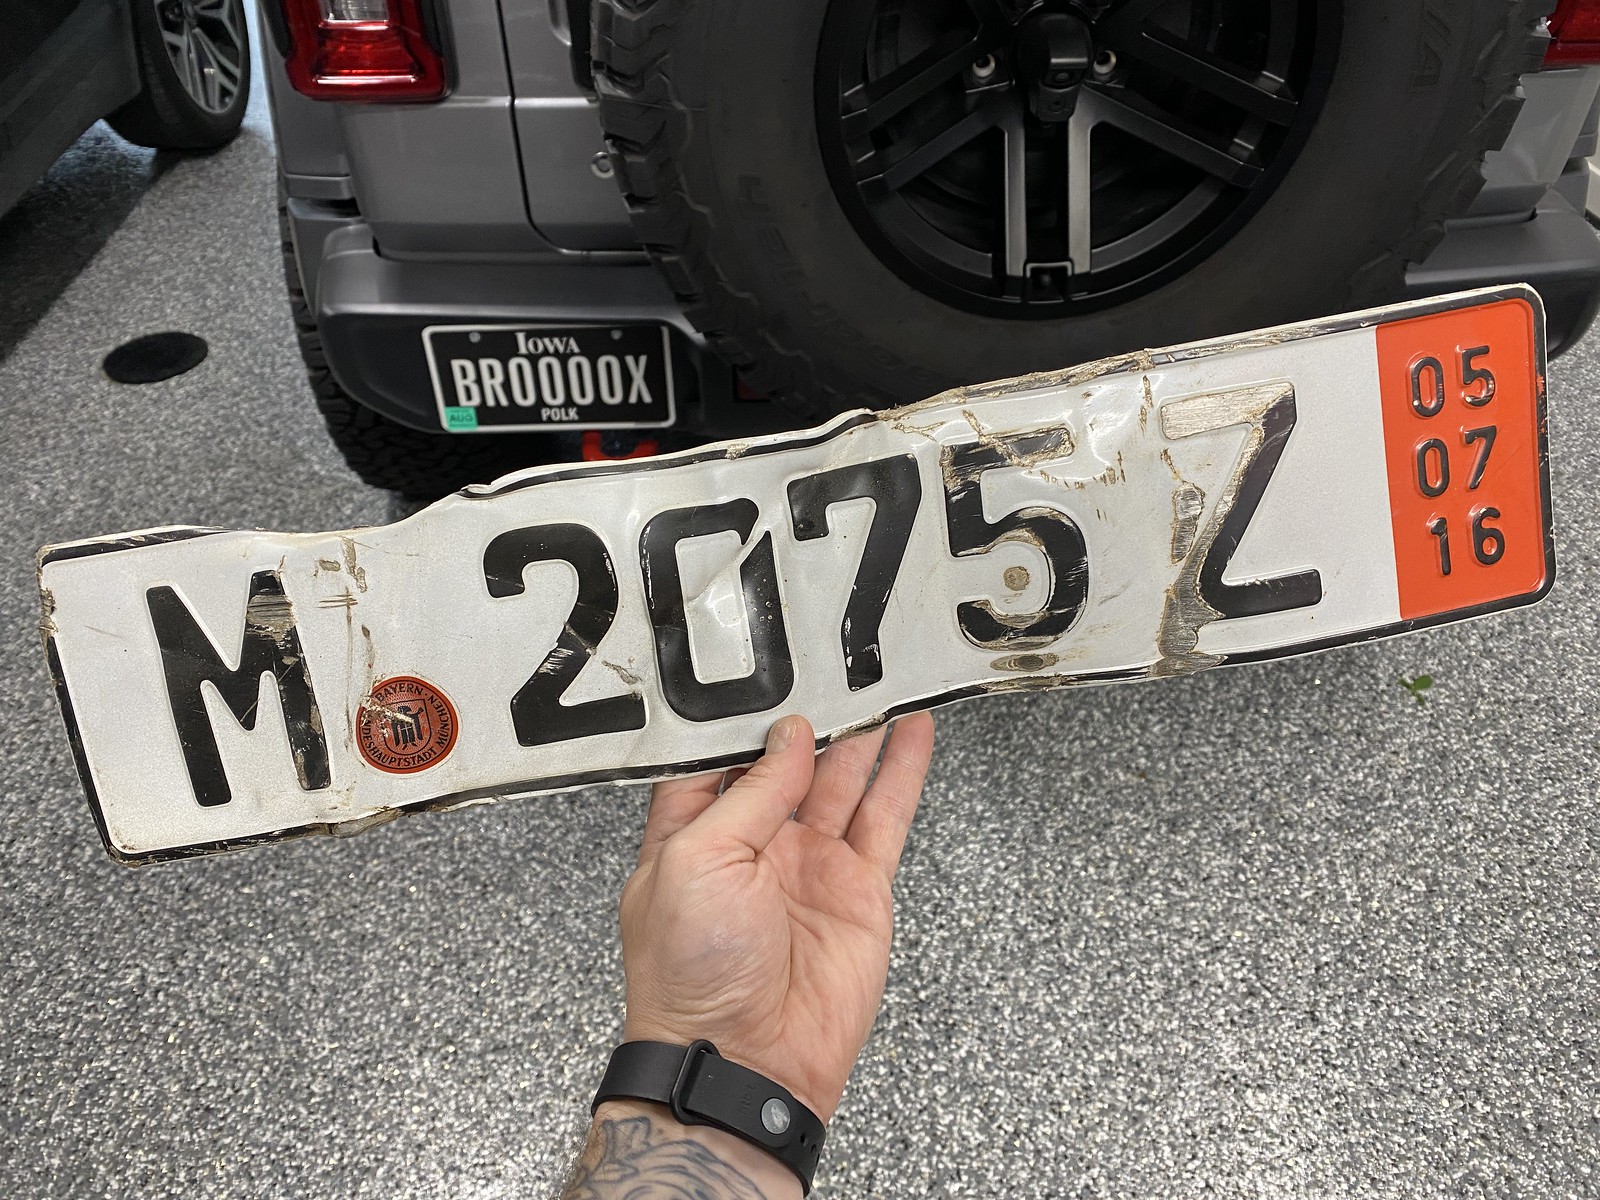 IOWA
BROOOOX
AUG
POLK
M 2075 Z
05
07
16
BAYERN
LANDESHAUPTSTADT MÜNCHEN